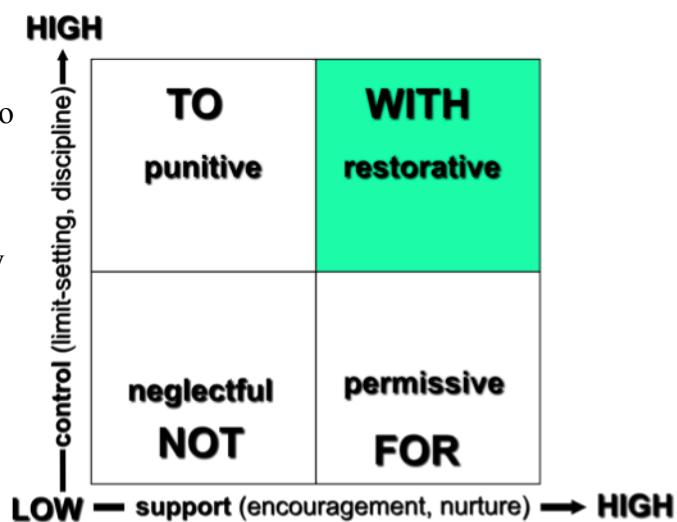 HIGH
TO
WITH
punitive
restorative
control (limit-setting, discipline)
neglectful
permissive
NOT
FOR
LOW
support (encouragement, nurture)
HIGH